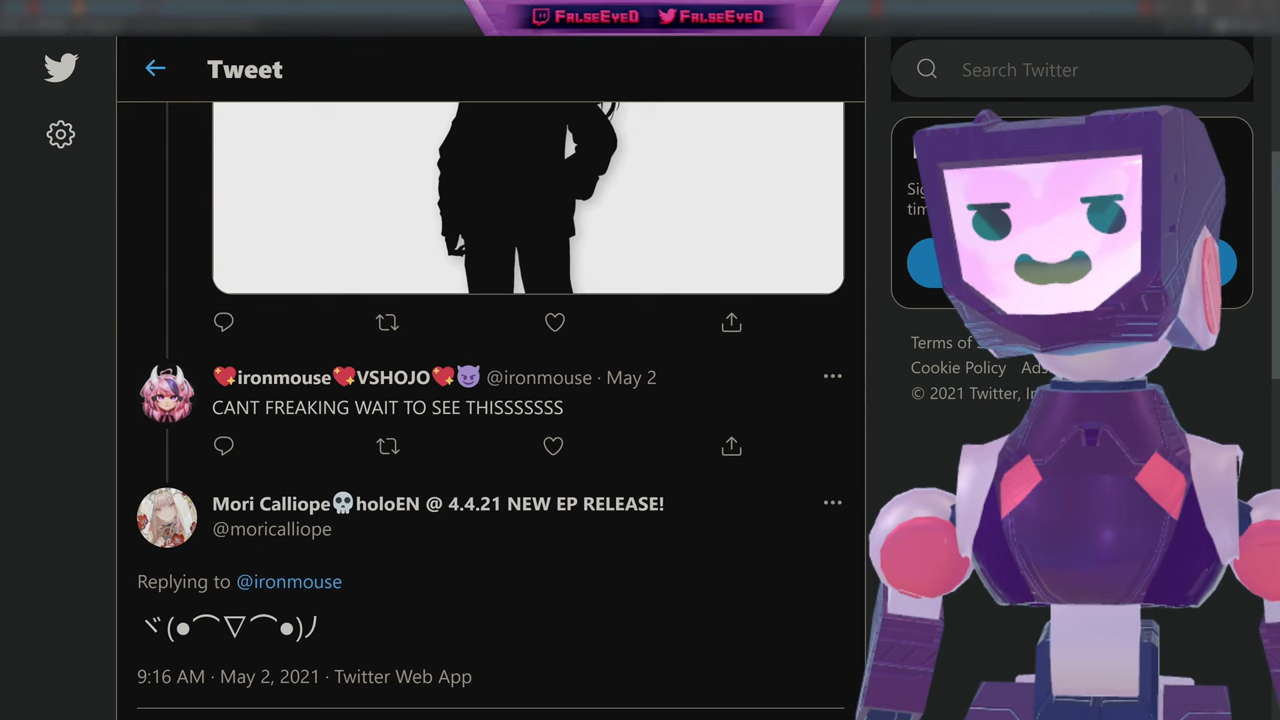 FalseEyeD FalseEyeD
Tweet
Search Twitter
💖ironmouse💖VSHOJO💖😈 @ironmouse · May 2
CANT FREAKING WAIT TO SEE THISSSSSSS
Mori Calliope💀holoEN @ 4.4.21 NEW EP RELEASE!
@moricalliope
Replying to @ironmouse
ヾ(●⌒▽⌒●)ﾉ
9:16 AM · May 2, 2021 · Twitter Web App
Terms of
Cookie Policy
© 2021 Twitter,